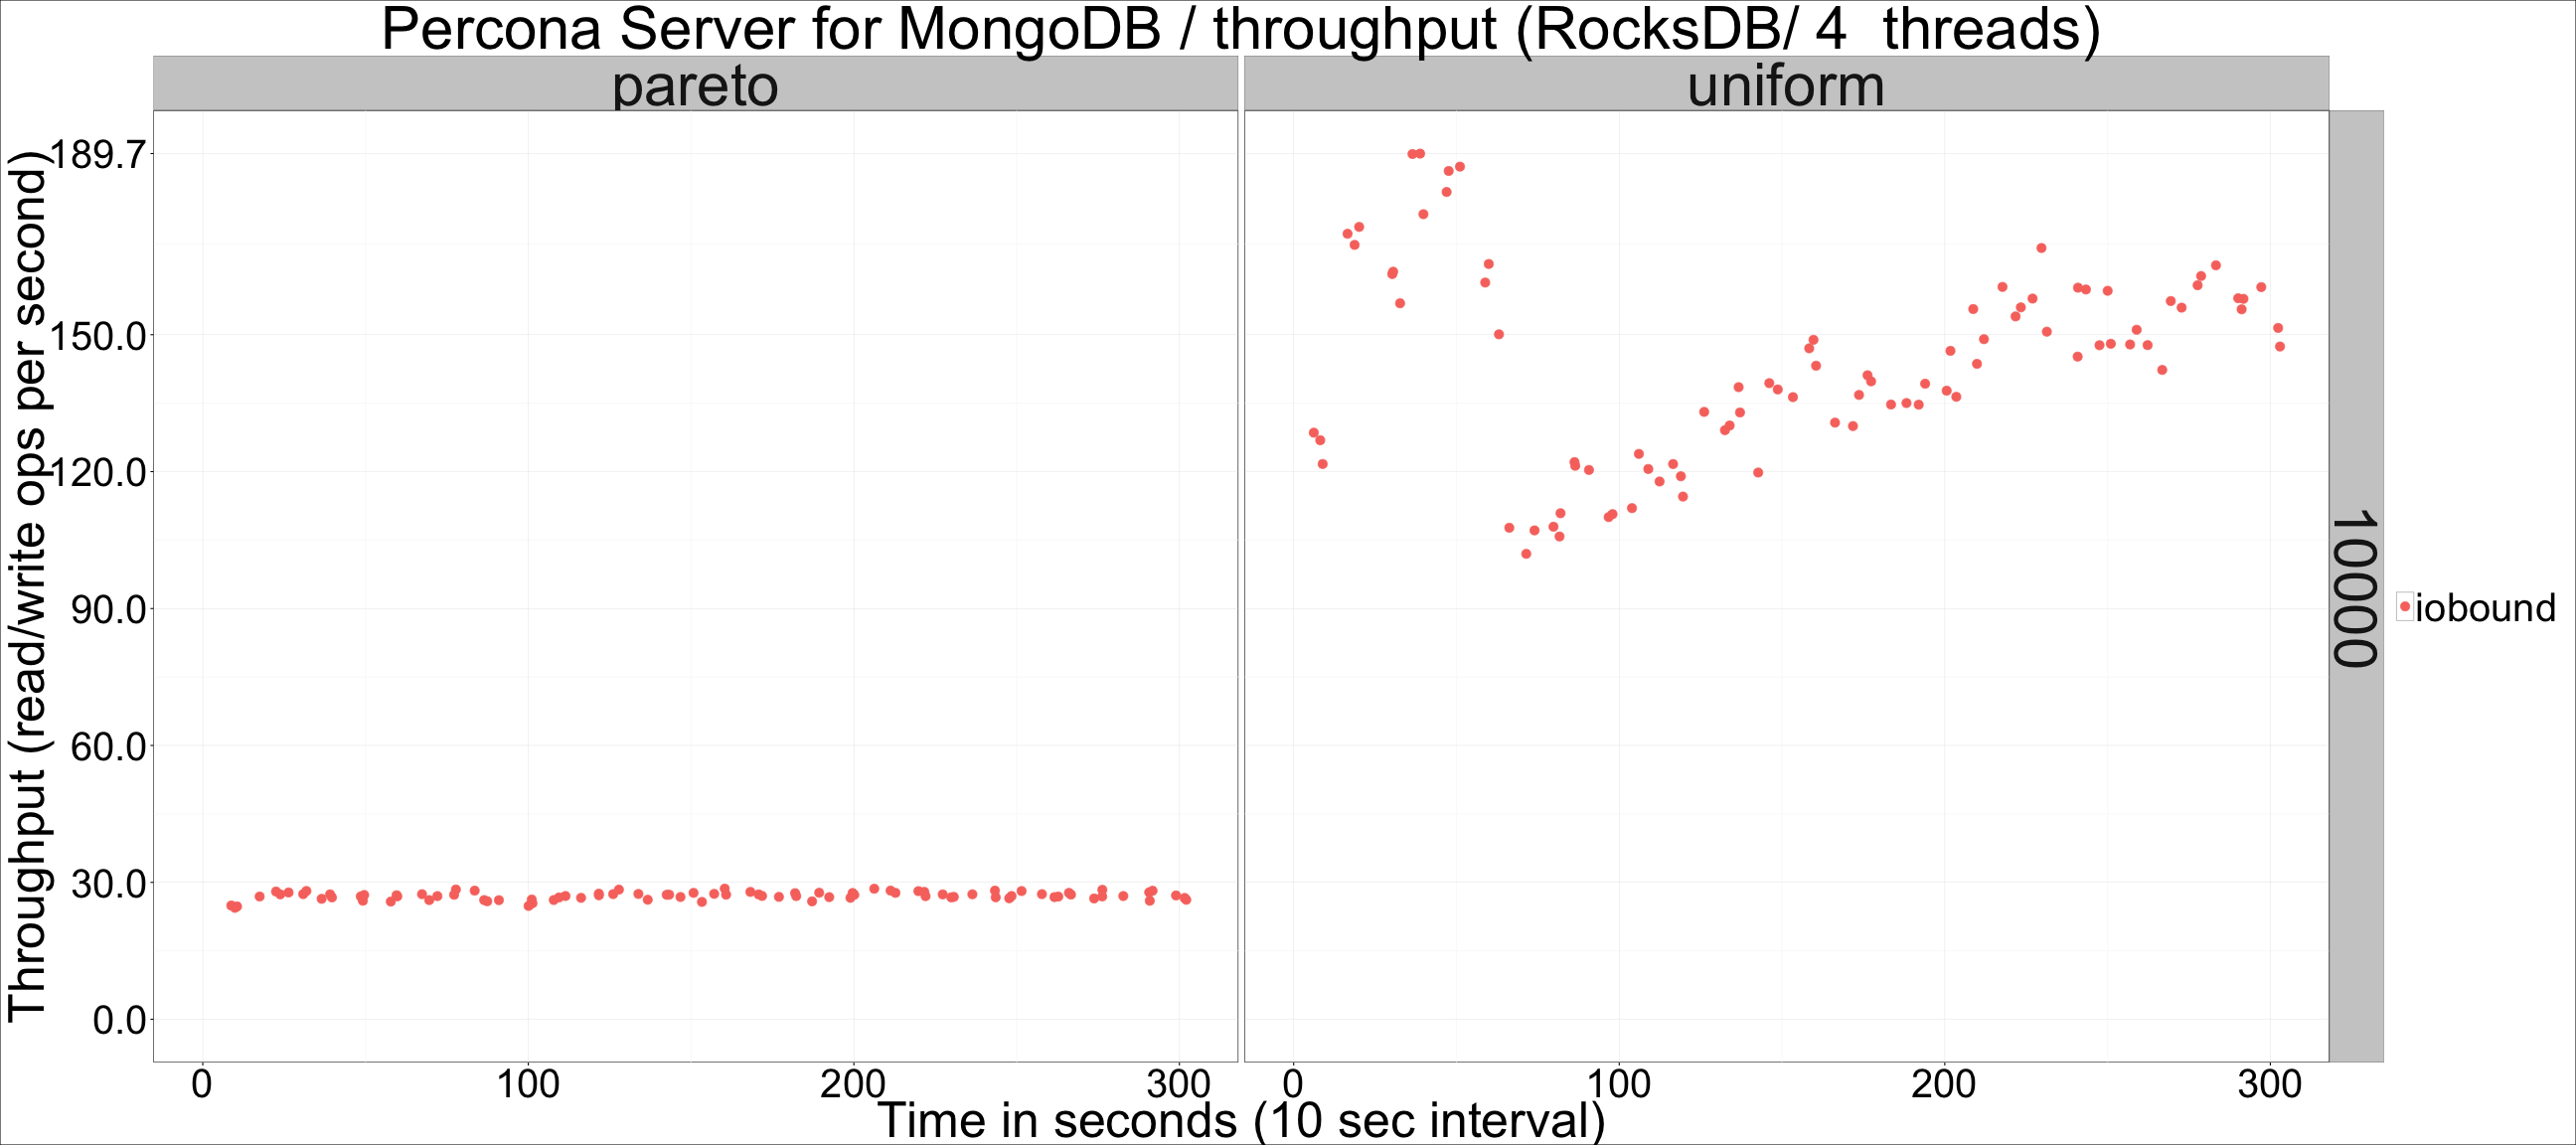 Percona Server for MongoDB / throughput (RocksDB/ 4  threads)
pareto
uniform
Throughput (read/write ops per second)
189.7
150.0
120.0
90.0
60.0
30.0
0.0
10000
iobound
0 100 200 300
0 100 200 300
Time in seconds (10 sec interval)